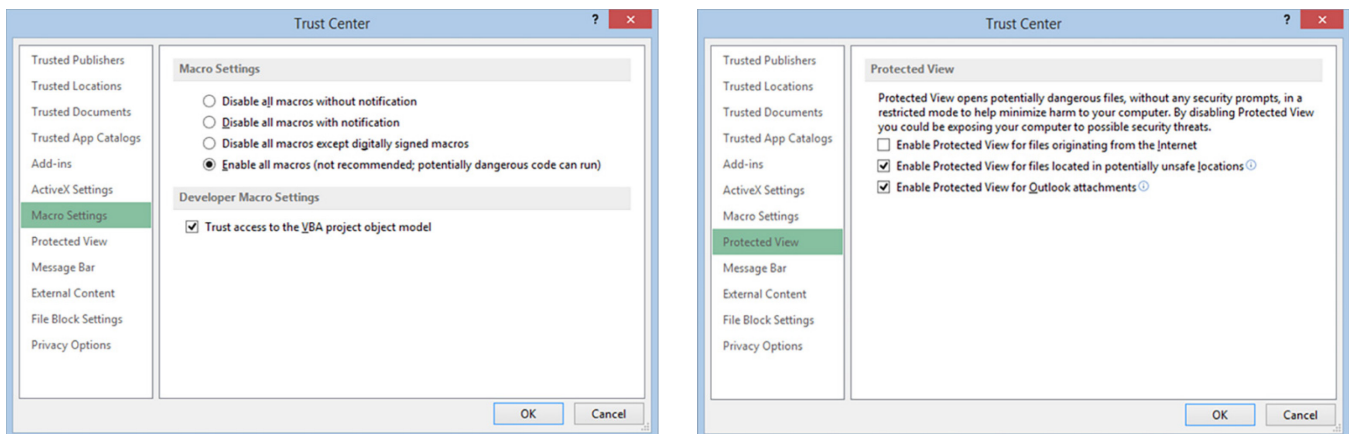 Trust Center
?
Trusted Publishers
Trusted Locations
Trusted Documents
Trusted App Catalogs
Add-ins
ActiveX Settings
Macro Settings
Protected View
Message Bar
External Content
File Block Settings
Privacy Options
Macro Settings
Disable all macros without notification
Disable all macros with notification
Disable all macros except digitally signed macros
Enable all macros (not recommended; potentially dangerous code can run)
Developer Macro Settings
Trust access to the VBA project object model
OK
Cancel
Trust Center
?
Trusted Publishers
Trusted Locations
Trusted Documents
Trusted App Catalogs
Add-ins
ActiveX Settings
Macro Settings
Protected View
Message Bar
External Content
File Block Settings
Privacy Options
Protected View
Protected View opens potentially dangerous files, without any security prompts, in a
restricted mode to help minimize harm to your computer. By disabling Protected View
you could be exposing your computer to possible security threats.
Enable Protected View for files originating from the Internet
Enable Protected View for files located in potentially unsafe locations
Enable Protected View for Outlook attachments
OK
Cancel